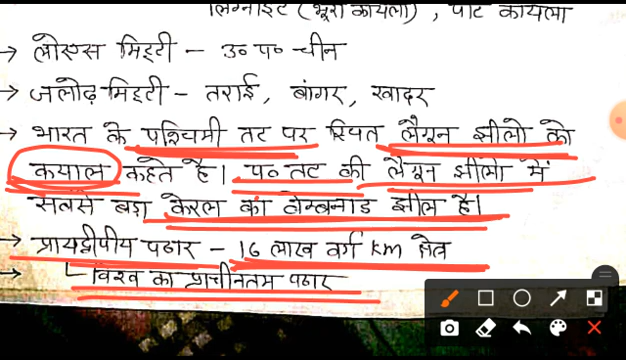 लिग्नाइट (भूरा कोयला), पीट कोयला
→ लोएस मिट्टी - उ० प० चीन
→ जलोढ़ मिट्टी - तराई, बांगर, खादर
→ भारत के पश्चिमी तट पर स्थित लैगून झीलो को
कयाल कहते है। प० तट की लैगून झीलो में
सबसे बड़ा केरल का वेम्बनाड झील है।
→ प्रायद्वीपीय पठार - 16 लाख वर्ग Km क्षेत्र
→ विश्व का प्राचीनतम पठार